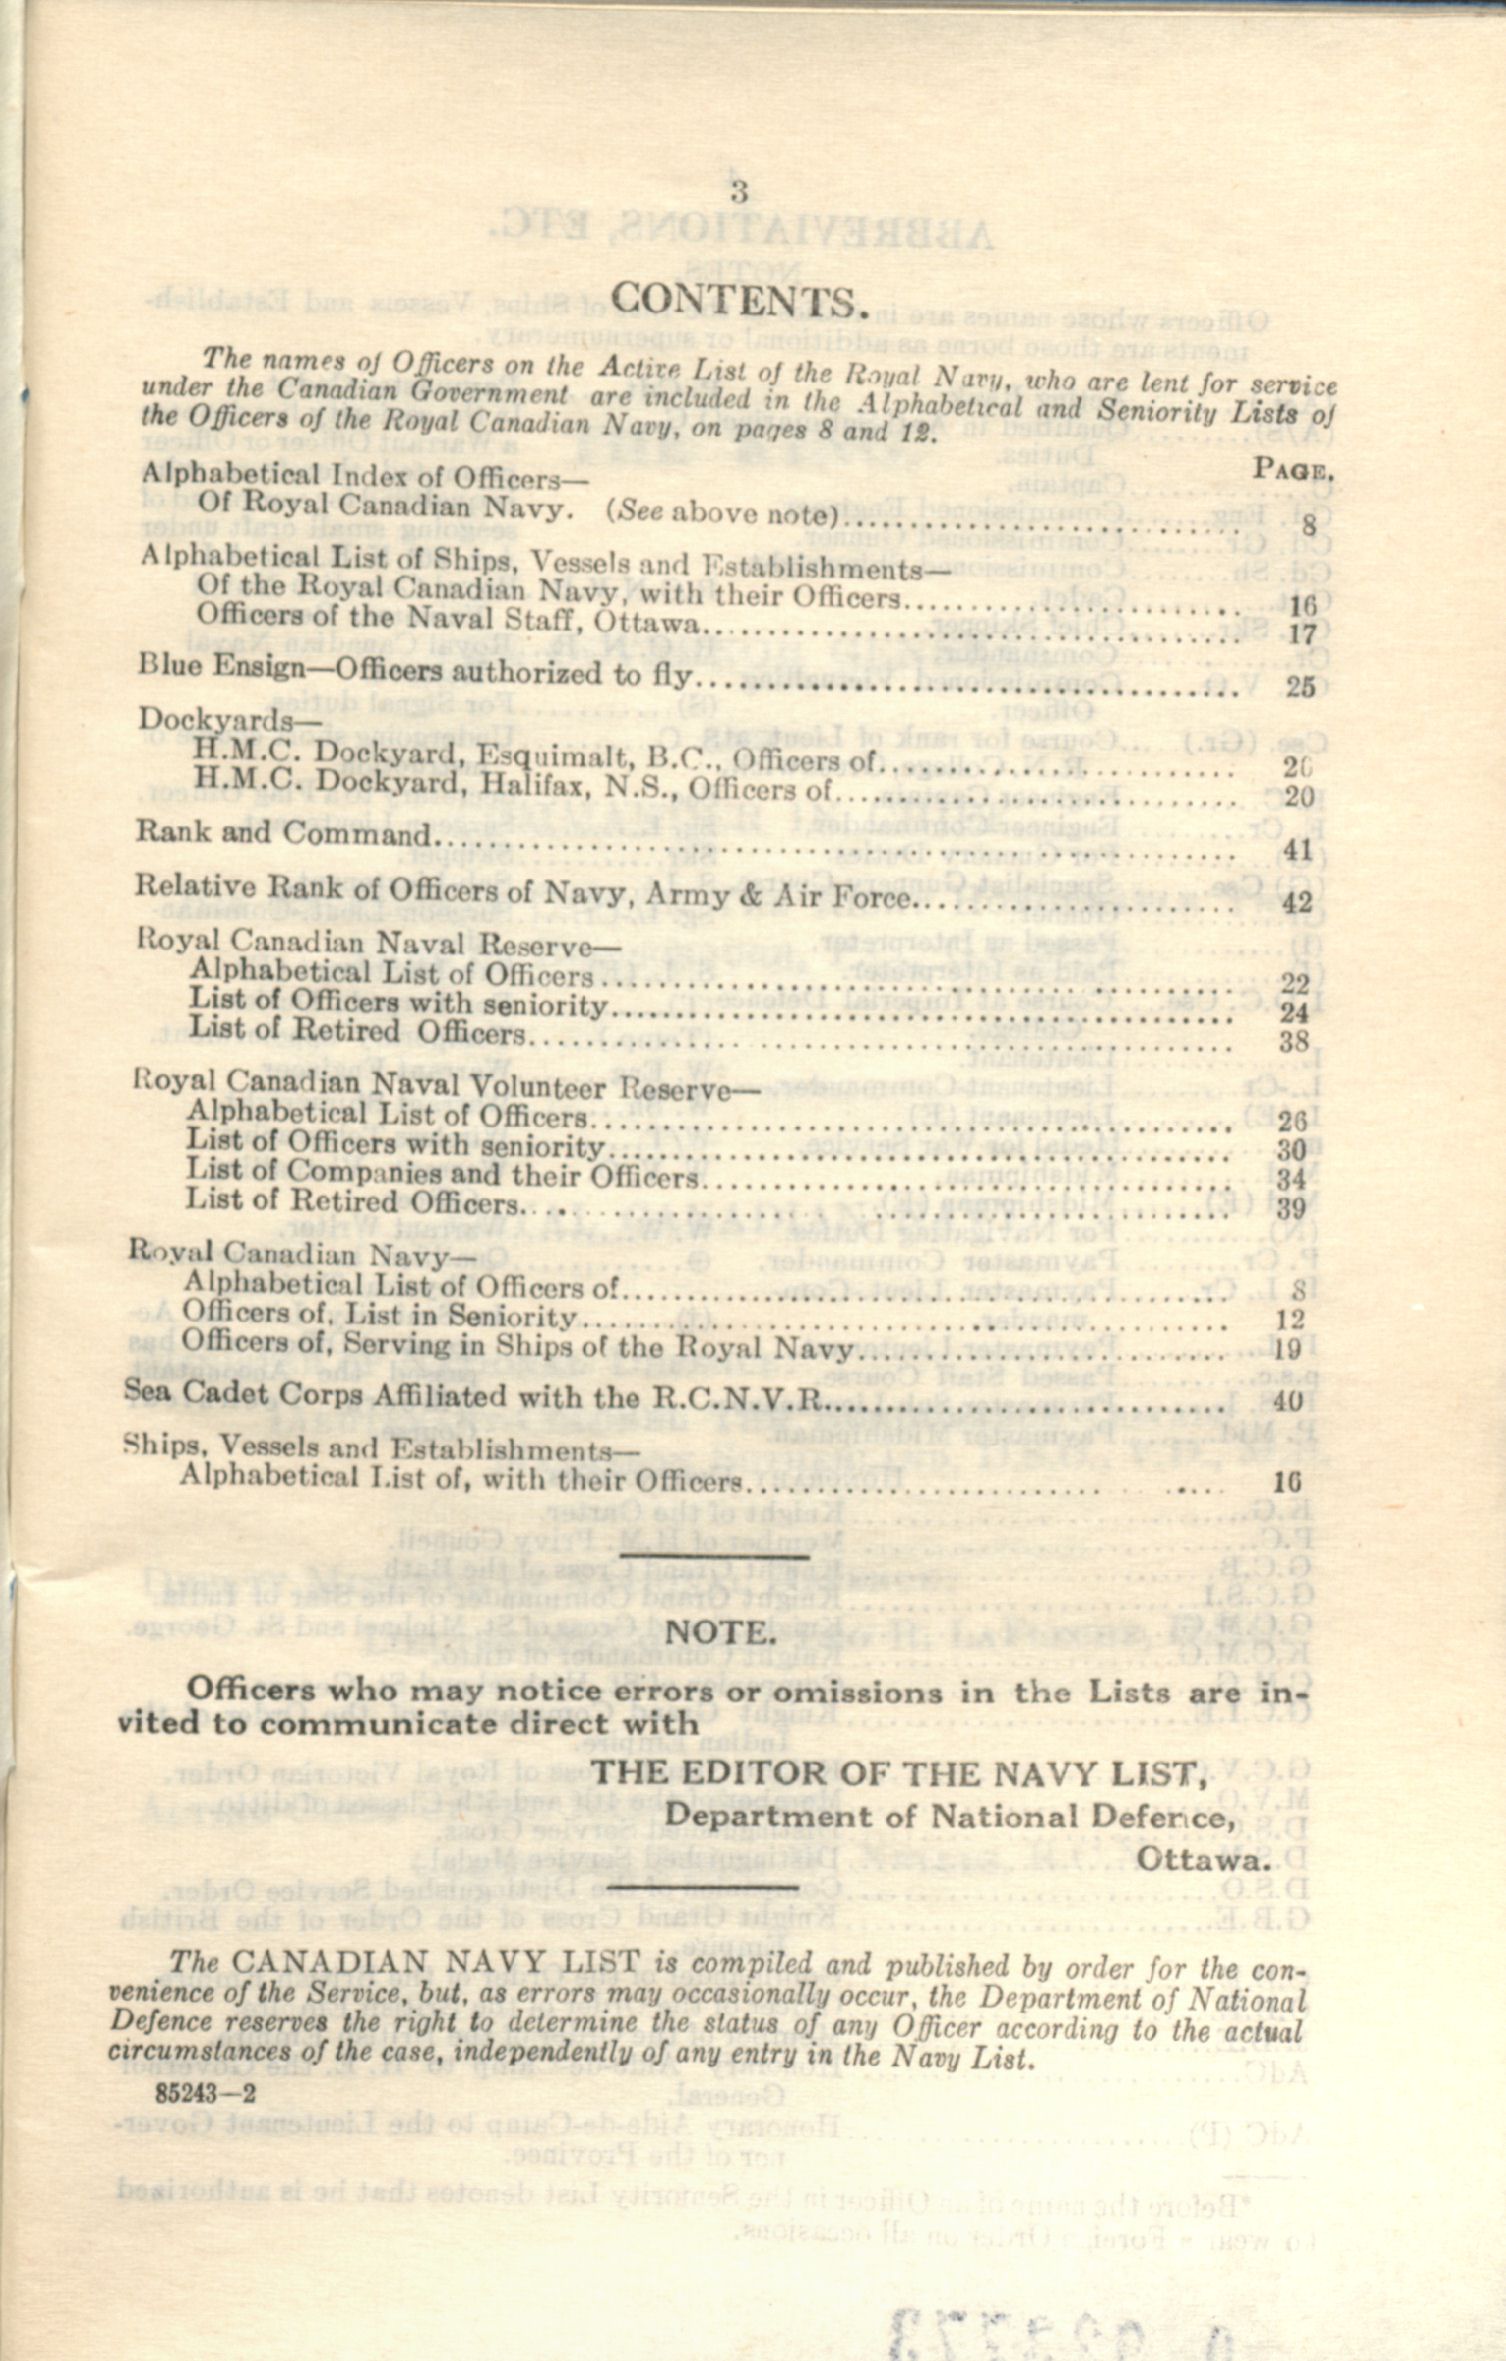 3
CONTENTS.
The names of Officers on the Active List of the Royal Navy, who are lent for service
under the Canadian Government are included in the Alphabetical and Seniority Lists of
the Officers of the Royal Canadian Navy, on pages 8 and 12.
PAGE.
Alphabetical Index of Officers—
Of Royal Canadian Navy. (See above note) 8
Alphabetical List of Ships, Vessels and Establishments—
Of the Royal Canadian Navy, with their Officers 16
Officers of the Naval Staff, Ottawa 17
Blue Ensign—Officers authorized to fly 25
Dockyards—
H.M.C. Dockyard, Esquimalt, B.C., Officers of 20
H.M.C. Dockyard, Halifax, N.S., Officers of 20
Rank and Command 41
Relative Rank of Officers of Navy, Army & Air Force 42
Royal Canadian Naval Reserve—
Alphabetical List of Officers 22
List of Officers with seniority 24
List of Retired Officers 38
Royal Canadian Naval Volunteer Reserve—
Alphabetical List of Officers 26
List of Officers with seniority 30
List of Companies and their Officers 34
List of Retired Officers 39
Royal Canadian Navy—
Alphabetical List of Officers of 8
Officers of, List in Seniority 12
Officers of, Serving in Ships of the Royal Navy 19
Sea Cadet Corps Affiliated with the R.C.N.V.R. 40
Ships, Vessels and Establishments—
Alphabetical List of, with their Officers 16
NOTE.
Officers who may notice errors or omissions in the Lists are in-
vited to communicate direct with
THE EDITOR OF THE NAVY LIST,
Department of National Defence,
Ottawa.
The CANADIAN NAVY LIST is compiled and published by order for the con-
venience of the Service, but, as errors may occasionally occur, the Department of National
Defence reserves the right to determine the status of any Officer according to the actual
circumstances of the case, independently of any entry in the Navy List.
85243—2